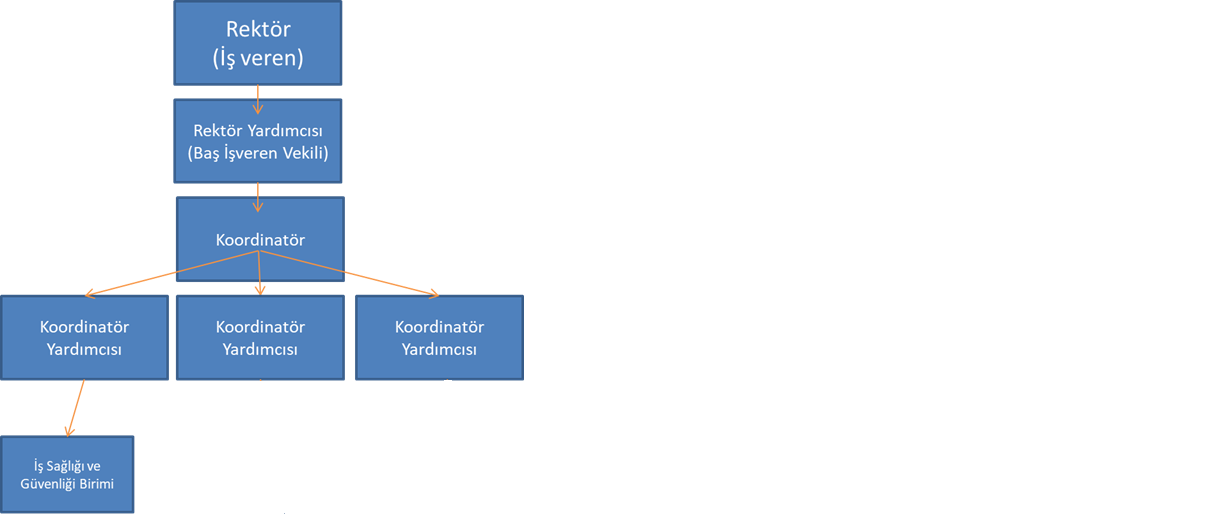 Rektör
(İş veren)
Rektör Yardımcısı
(Baş İşveren Vekili)
Koordinatör
Koordinatör
Yardımcısı
Koordinatör
Yardımcısı
Koordinatör
Yardımcısı
İş Sağlığı ve
Güvenliği Birimi